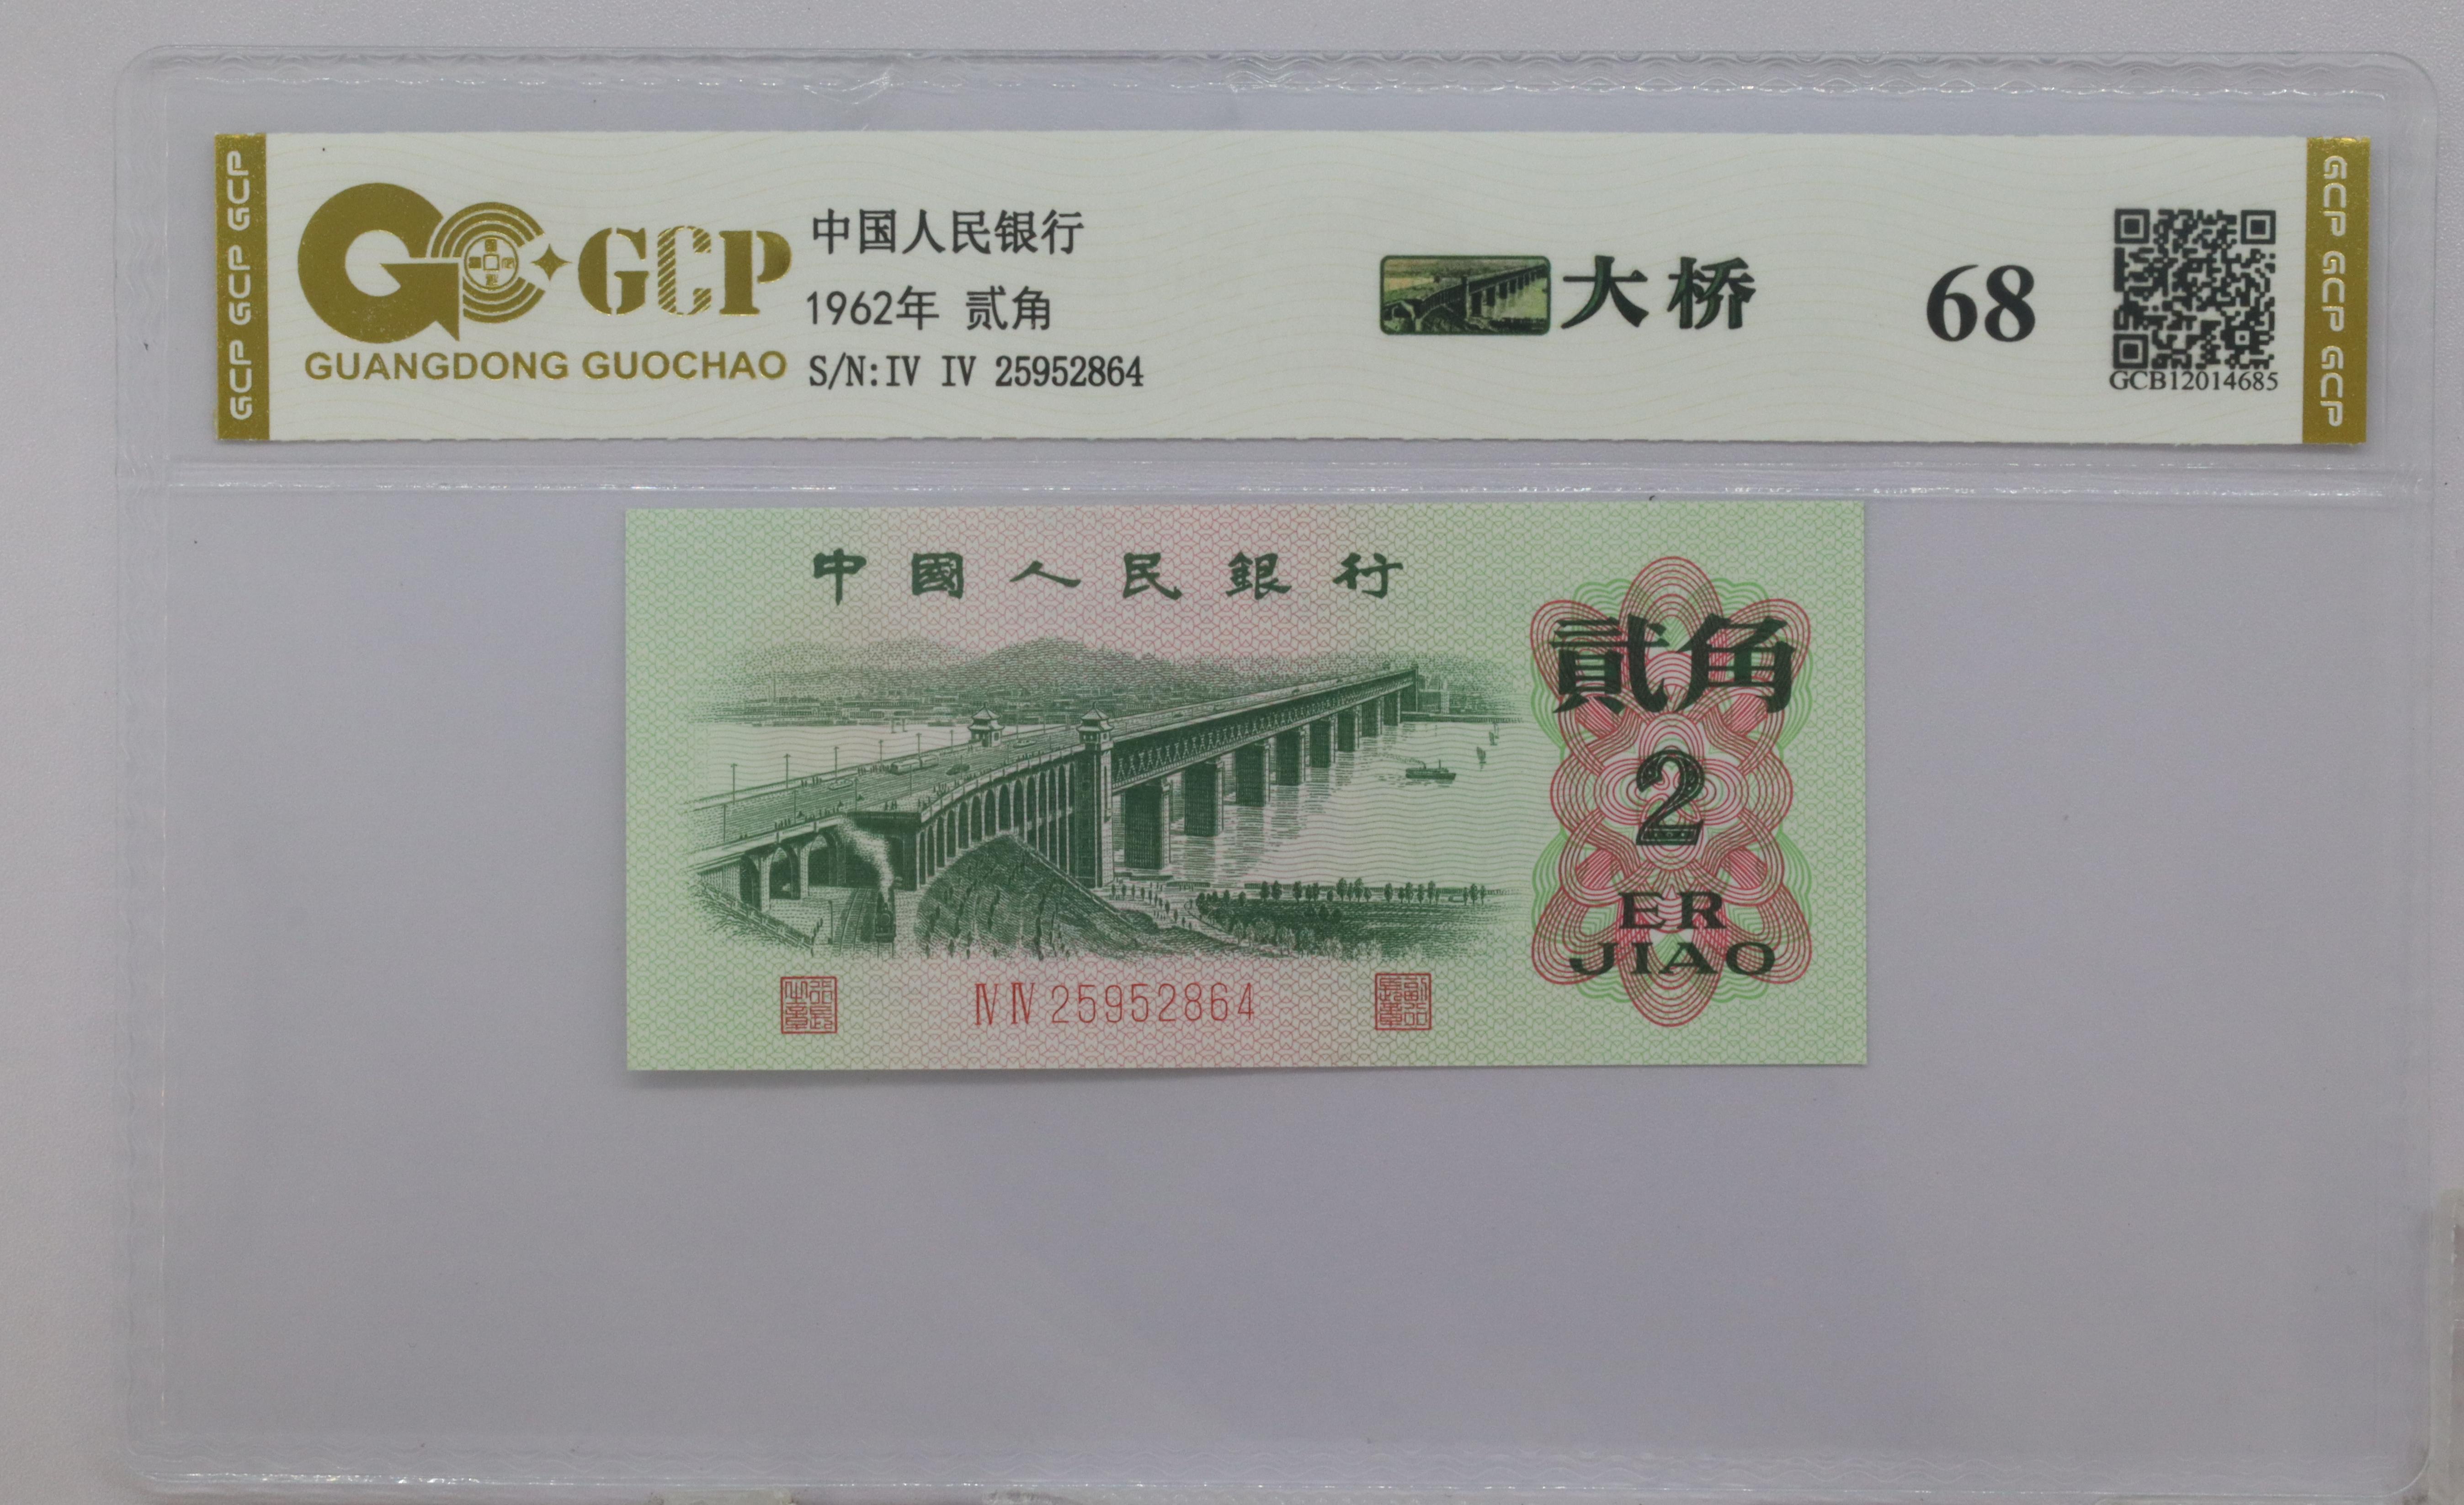 GCP GCP GCP
GCP
GUANGDONG GUOCHAO
中国人民银行
1962年 贰角
S/N:IV IV 25952864
大桥
68
GCB12014685
GCP GCP GCP
中國人民銀行
貳角
2
ER
JIAO
Ⅳ Ⅳ 25952864